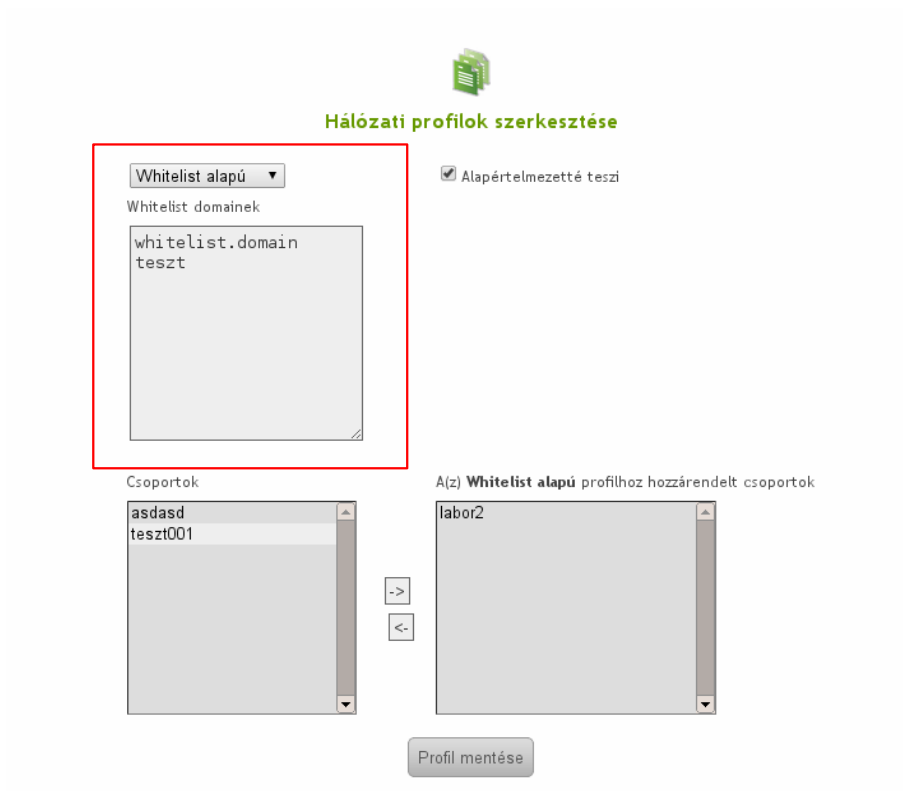 Hálózati profilok szerkesztése
Whitelist alapú
Alapértelmezetté teszi
Whitelist domainek
whitelist.domain
teszt
Csoportok
A(z) Whitelist alapú profilhoz hozzárendelt csoportok
asdasd
teszt001
labor2
->
<-
Profil mentése